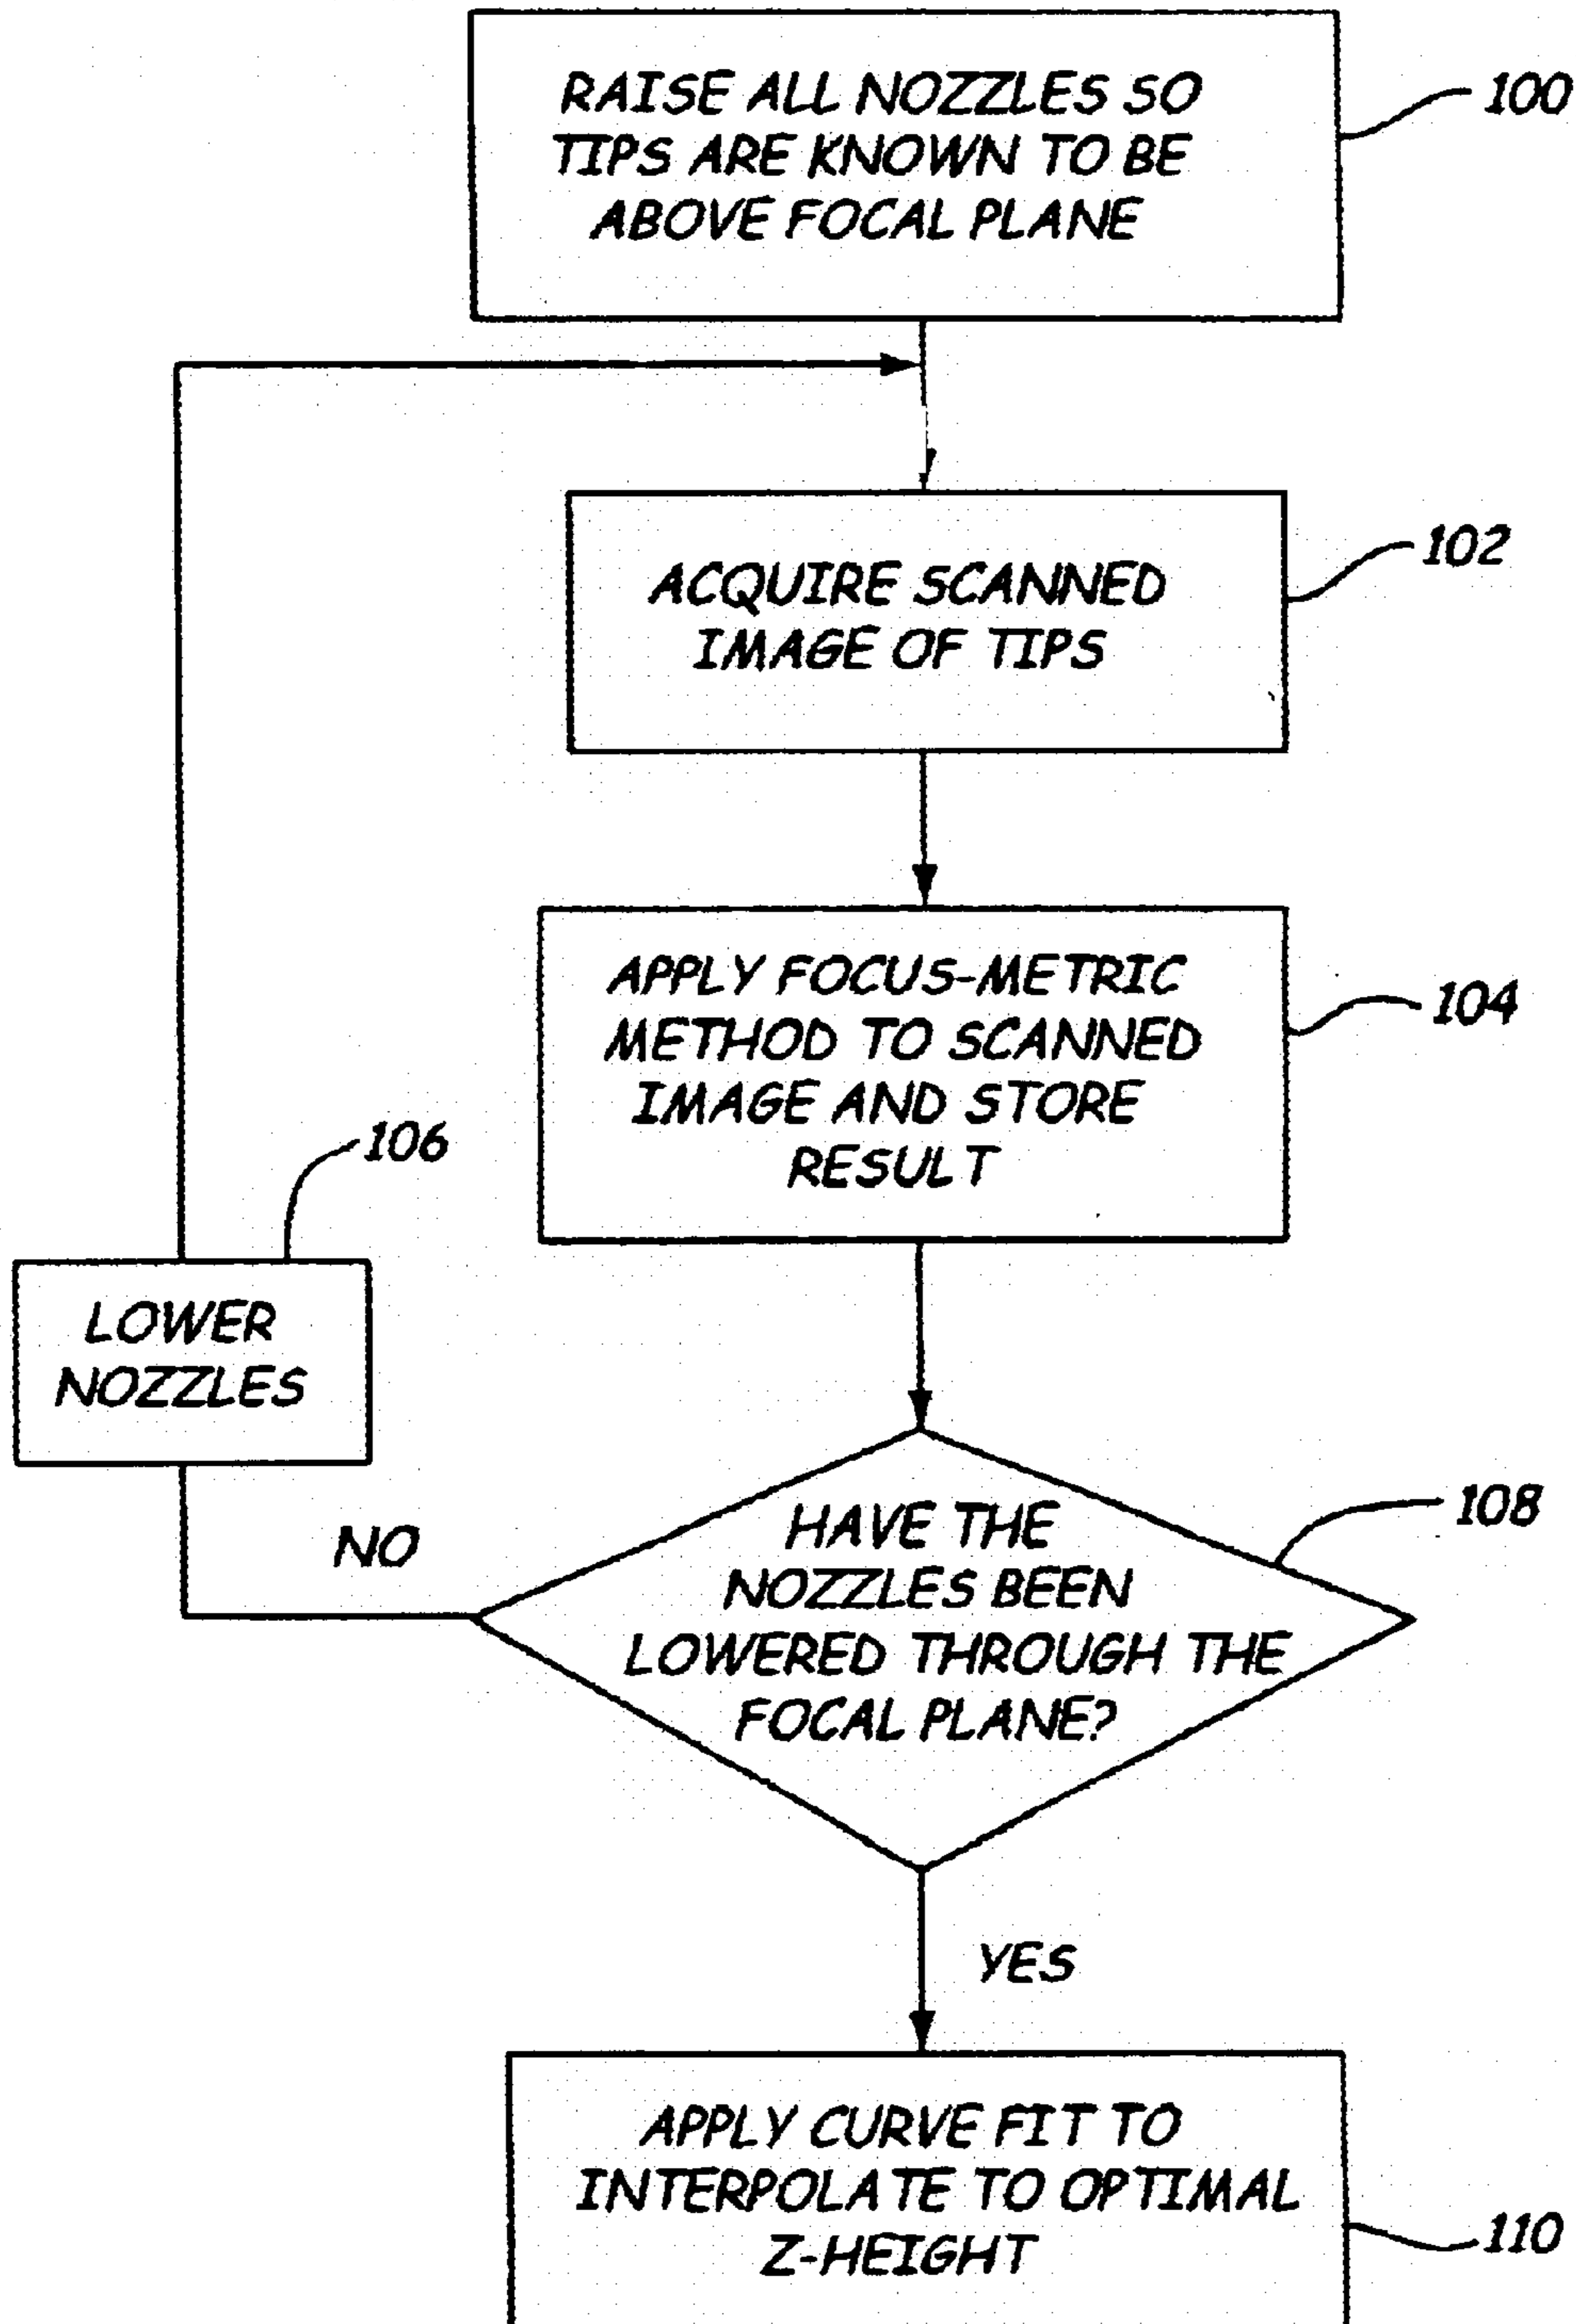 RAISE ALL NOZZLES SO
TIPS ARE KNOWN TO BE
ABOVE FOCAL PLANE
100
ACQUIRE SCANNED
IMAGE OF TIPS
102
APPLY FOCUS-METRIC
METHOD TO SCANNED
IMAGE AND STORE
RESULT
104
106
LOWER
NOZZLES
NO
HAVE THE
NOZZLES BEEN
LOWERED THROUGH THE
FOCAL PLANE?
108
YES
APPLY CURVE FIT TO
INTERPOLATE TO OPTIMAL
Z-HEIGHT
110